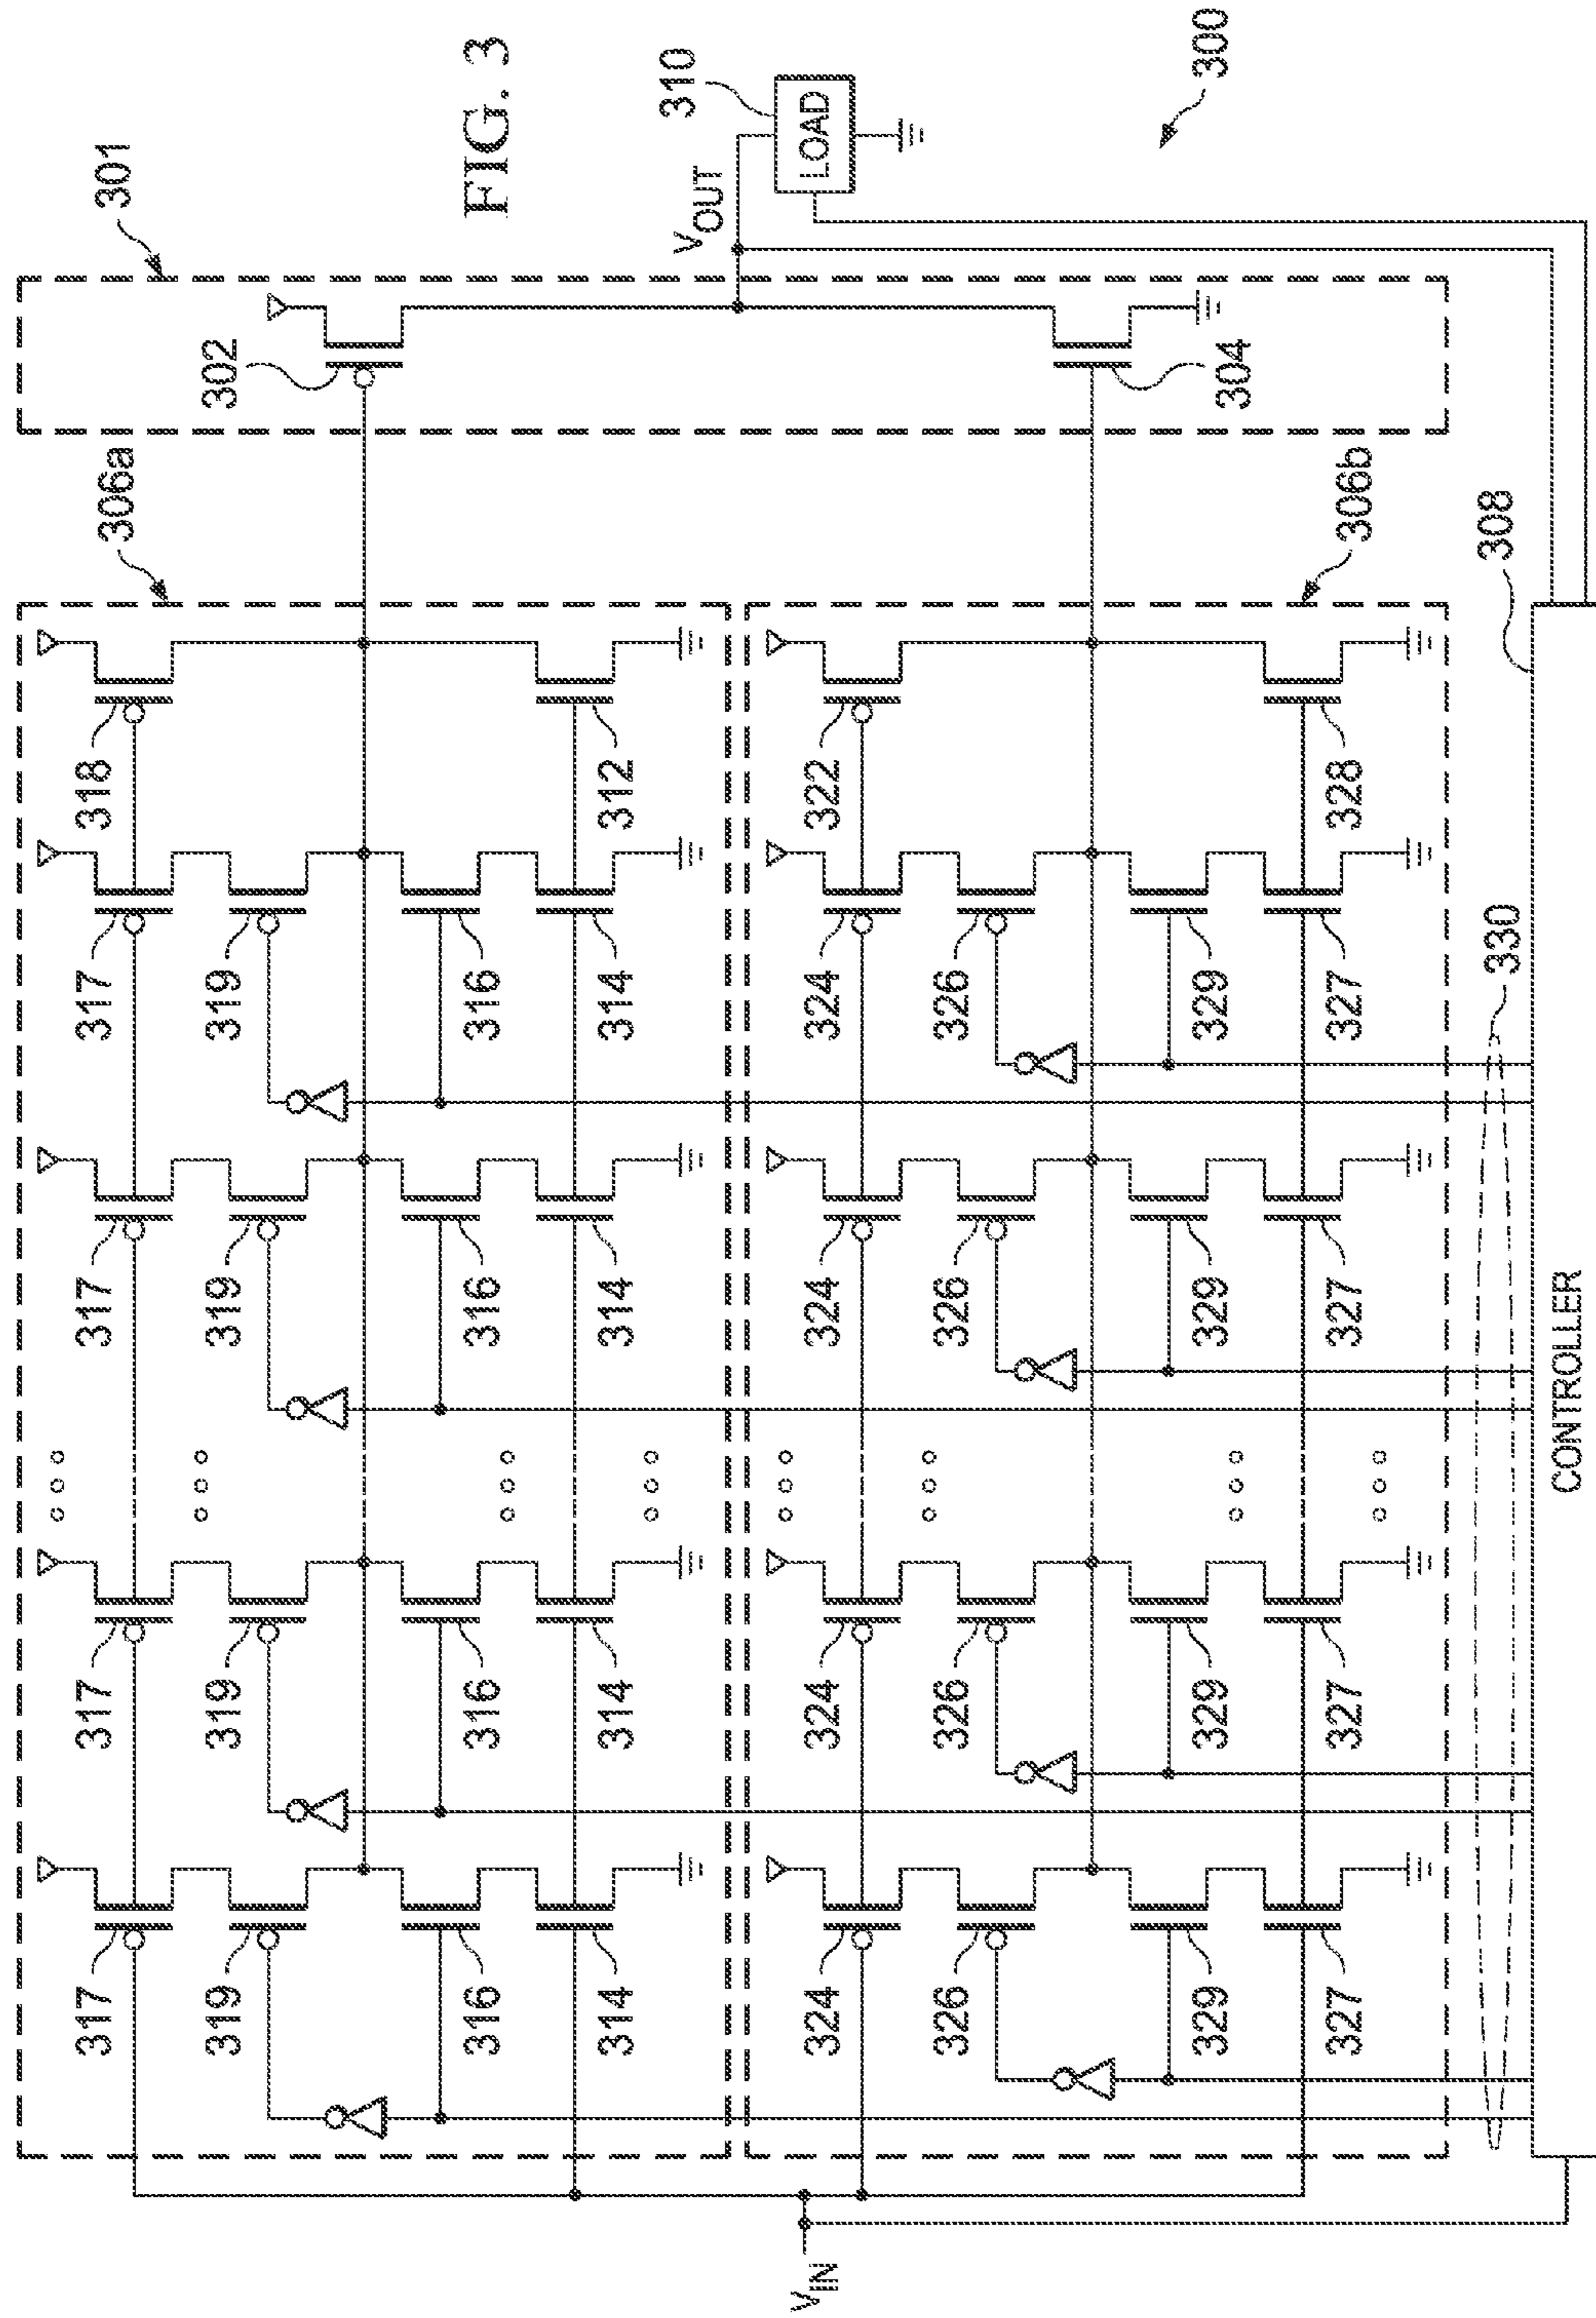 FIG. 3
300
301
302
304
V OUT
310
LOAD
306a
318
317 317 317 317
319 319 319 319
316 316 316 316
312
314 314 314 314
306b
322
324 324 324 324
326 326 326 326
329 329 329 329
328
327 327 327 327
V IN
330
308
CONTROLLER